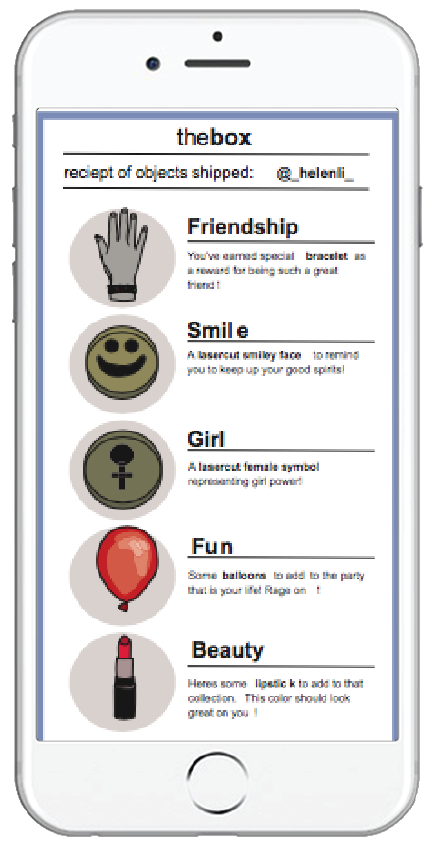 thebox
reciept of objects shipped: @_helenli_
Friendship
You've earned special bracelet as
a reward for being such a great
friend !
Smile
A lasercut smiley face to remind
you to keep up your good spirits!
Girl
A lasercut female symbol
representing girl power!
Fun
Some balloons to add to the party
that is your life! Rage on !
Beauty
Heres some lipstick to add to that
collection. This color should look
great on you !